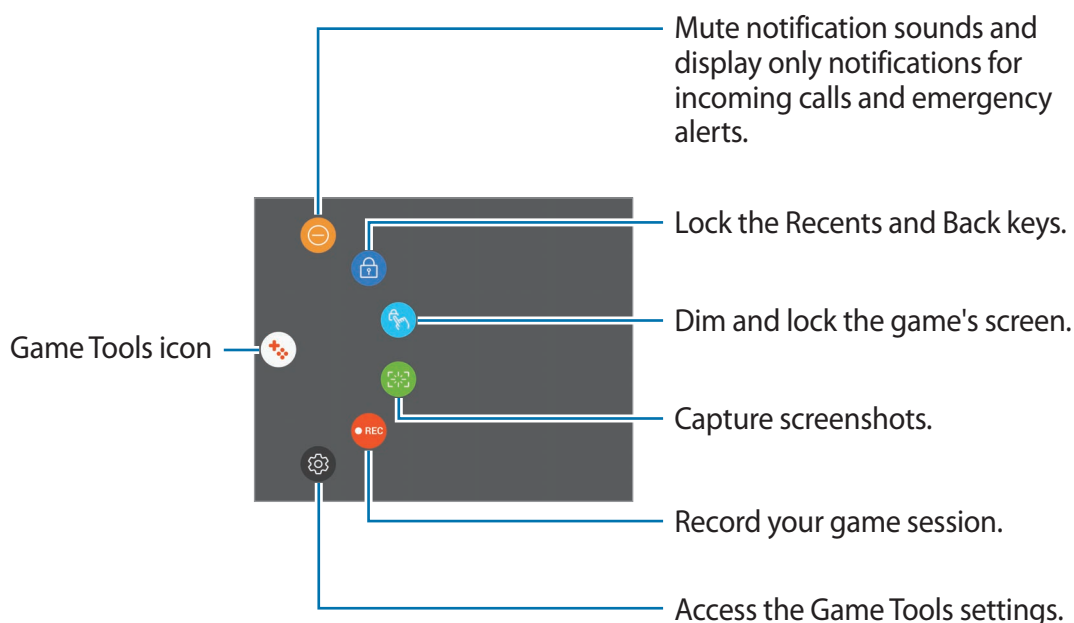 Mute notification sounds and
display only notifications for
incoming calls and emergency
alerts.
Lock the Recents and Back keys.
Dim and lock the game's screen.
Game Tools icon
Capture screenshots.
REC
Record your game session.
Access the Game Tools settings.